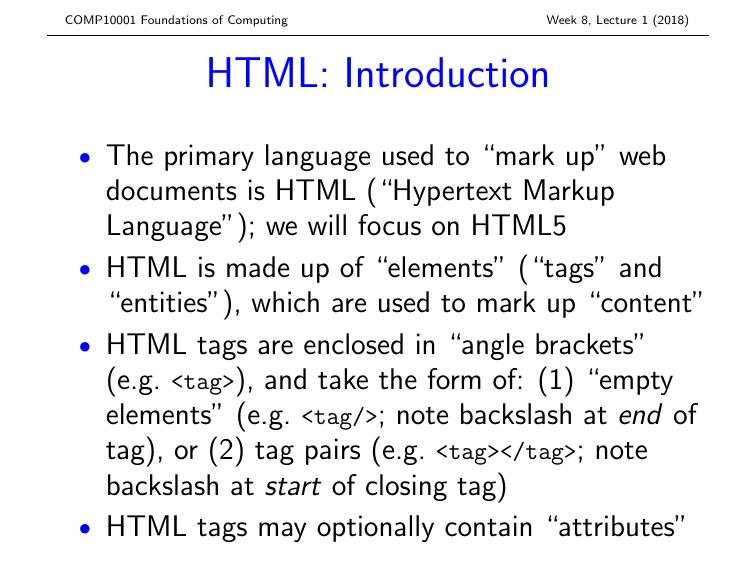 COMP10001 Foundations of Computing Week 8, Lecture 1 (2018)
HTML: Introduction
• The primary language used to “mark up” web
documents is HTML (“Hypertext Markup
Language”); we will focus on HTML5
• HTML is made up of “elements” (“tags” and
“entities”), which are used to mark up “content”
• HTML tags are enclosed in “angle brackets”
(e.g. <tag>), and take the form of: (1) “empty
elements” (e.g. <tag/>; note backslash at end of
tag), or (2) tag pairs (e.g. <tag></tag>; note
backslash at start of closing tag)
• HTML tags may optionally contain “attributes”